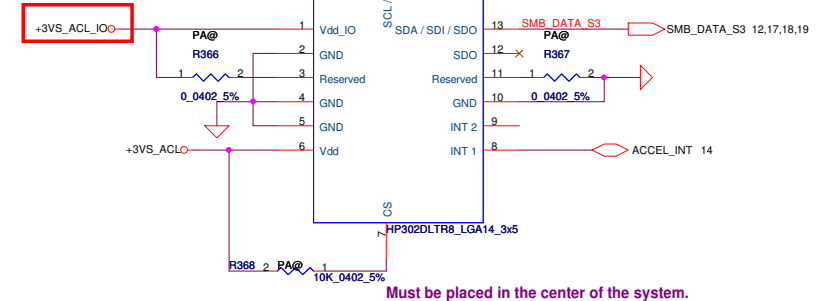 SCL /
+3VS_ACL_IO
PA@
R366
1 2
0_0402_5%
1 Vdd_IO
2 GND
3 Reserved
4 GND
5 GND
6 Vdd
+3VS_ACL
SDA / SDI / SDO 13 SMB_DATA_S3
SMB_DATA_S3 12,17,18,19
SDO 12
PA@
R367
Reserved 11
1 2
0_0402_5%
GND 10
INT 2 9
INT 1 8
ACCEL_INT 14
CS
7
HP302DLTR8_LGA14_3x5
R368 2 PA@ 1
10K_0402_5%
Must be placed in the center of the system.